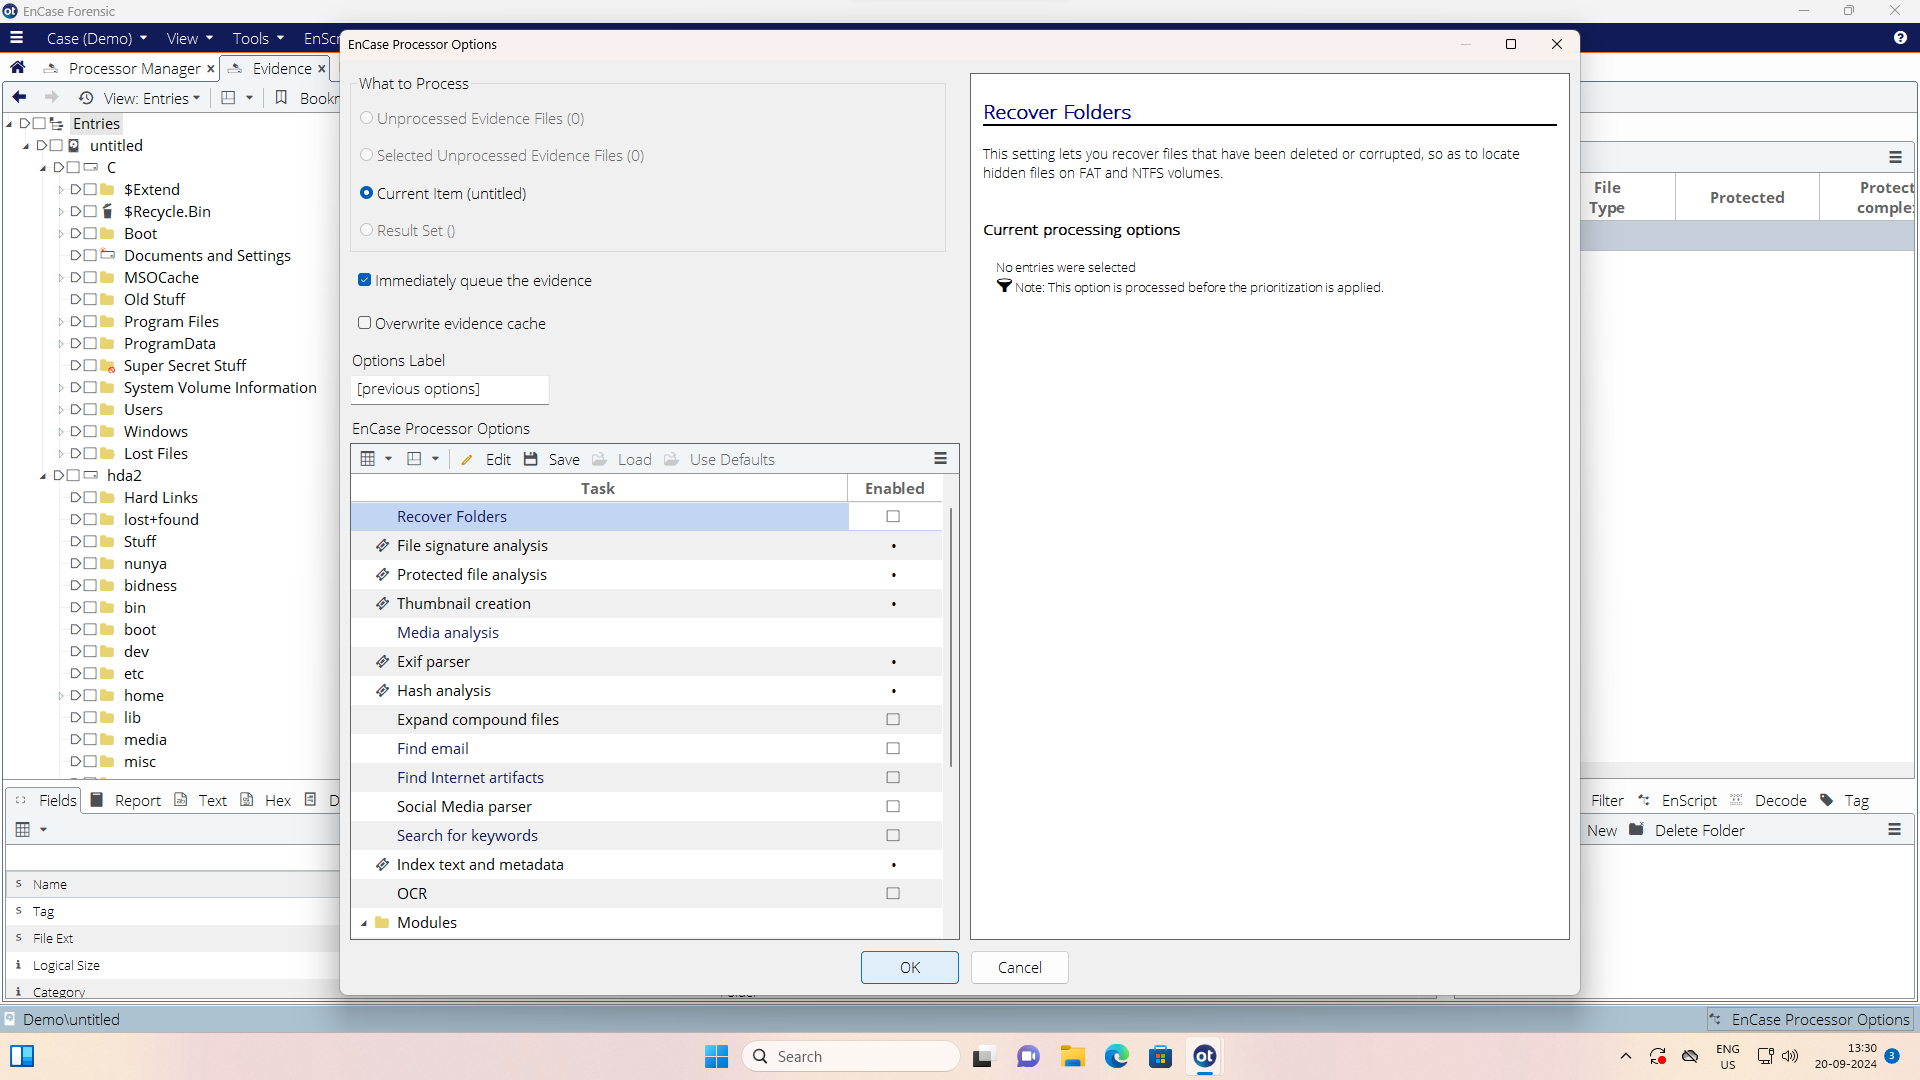 EnCase Forensic
Case (Demo) View Tools EnScr
EnCase Processor Options
Processor Manager × Evidence ×
View: Entries Bookn
Entries
untitled
C
$Extend
$Recycle.Bin
Boot
Documents and Settings
MSOCache
Old Stuff
Program Files
ProgramData
Super Secret Stuff
System Volume Information
Users
Windows
Lost Files
hda2
Hard Links
lost+found
Stuff
nunya
bidness
bin
boot
dev
etc
home
lib
media
misc
Fields Report Text Hex D
S Name
S Tag
S File Ext
i Logical Size
i Category
What to Process
Unprocessed Evidence Files (0)
Selected Unprocessed Evidence Files (0)
Current Item (untitled)
Result Set ()
Immediately queue the evidence
Overwrite evidence cache
Options Label
[previous options]
EnCase Processor Options
Edit Save Load Use Defaults
Task Enabled
Recover Folders
File signature analysis
Protected file analysis
Thumbnail creation
Media analysis
Exif parser
Hash analysis
Expand compound files
Find email
Find Internet artifacts
Social Media parser
Search for keywords
Index text and metadata
OCR
Modules
OK Cancel
Recover Folders
This setting lets you recover files that have been deleted or corrupted, so as to locate
hidden files on FAT and NTFS volumes.
Current processing options
No entries were selected
Note: This option is processed before the prioritization is applied.
File
Type
Protected
Protect
comple
Filter EnScript Decode Tag
New Delete Folder
Folder
Demo\untitled
EnCase Processor Options
Search
ot
ENG
US
13:30
20-09-2024
3